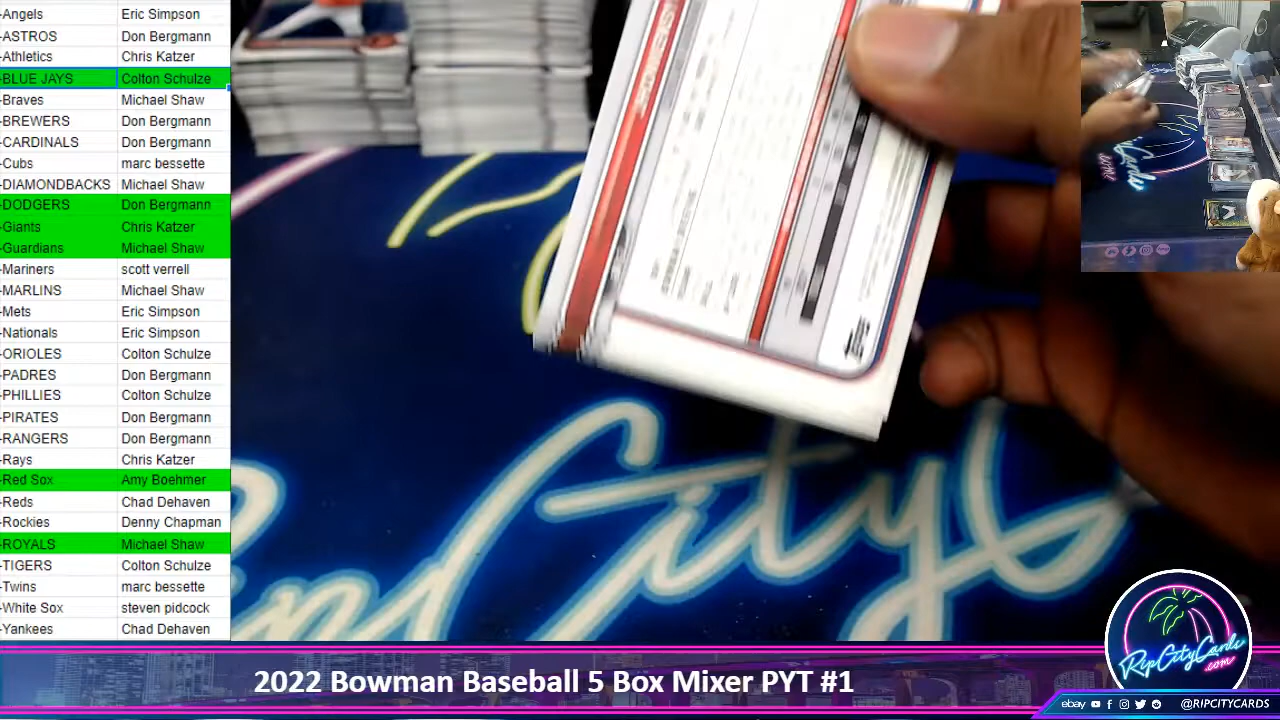 -Angels Eric Simpson
-ASTROS Don Bergmann
-Athletics Chris Katzer
-BLUE JAYS Colton Schulze
-Braves Michael Shaw
-BREWERS Don Bergmann
-CARDINALS Don Bergmann
-Cubs marc bessette
-DIAMONDBACKS Michael Shaw
-DODGERS Don Bergmann
-Giants Chris Katzer
-Guardians Michael Shaw
-Mariners scott verrell
-MARLINS Michael Shaw
-Mets Eric Simpson
-Nationals Eric Simpson
-ORIOLES Colton Schulze
-PADRES Don Bergmann
-PHILLIES Colton Schulze
-PIRATES Don Bergmann
-RANGERS Don Bergmann
-Rays Chris Katzer
-Red Sox Amy Boehmer
-Reds Chad Dehaven
-Rockies Denny Chapman
-ROYALS Michael Shaw
-TIGERS Colton Schulze
-Twins marc bessette
-White Sox steven pidcock
-Yankees Chad Dehaven
City
RipCityCards
.com
2022 Bowman Baseball 5 Box Mixer PYT #1
ebay @RIPCITYCARDS